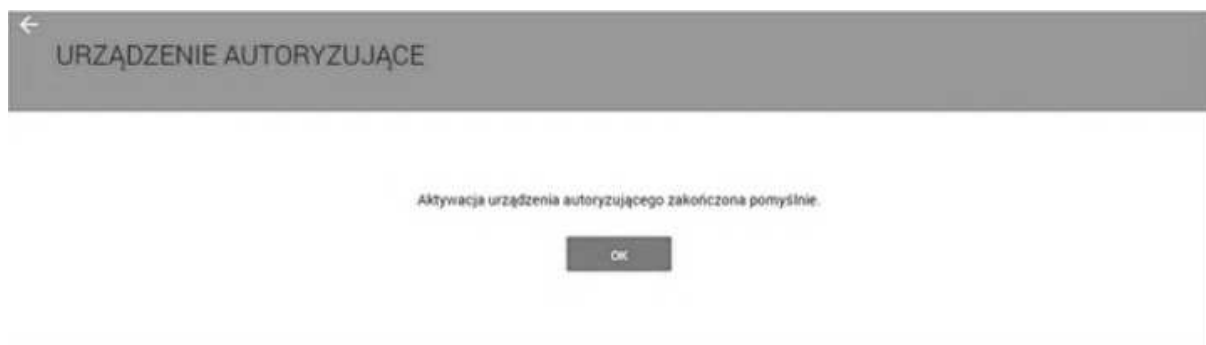 URZĄDZENIE AUTORYZUJĄCE
Aktywacja urządzenia autoryzującego zakończona pomyślnie.
OK